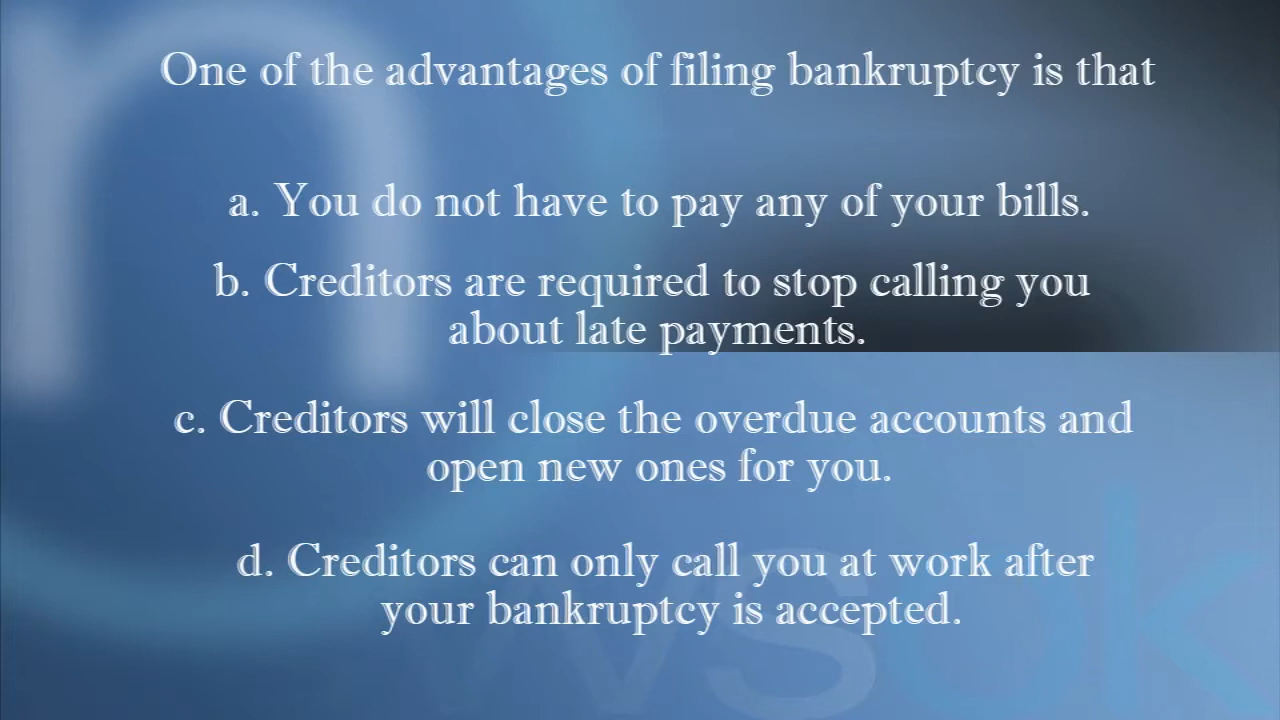 One of the advantages of filing bankruptcy is that
a. You do not have to pay any of your bills.
b. Creditors are required to stop calling you
about late payments.
c. Creditors will close the overdue accounts and
open new ones for you.
d. Creditors can only call you at work after
your bankruptcy is accepted.
n
wsok